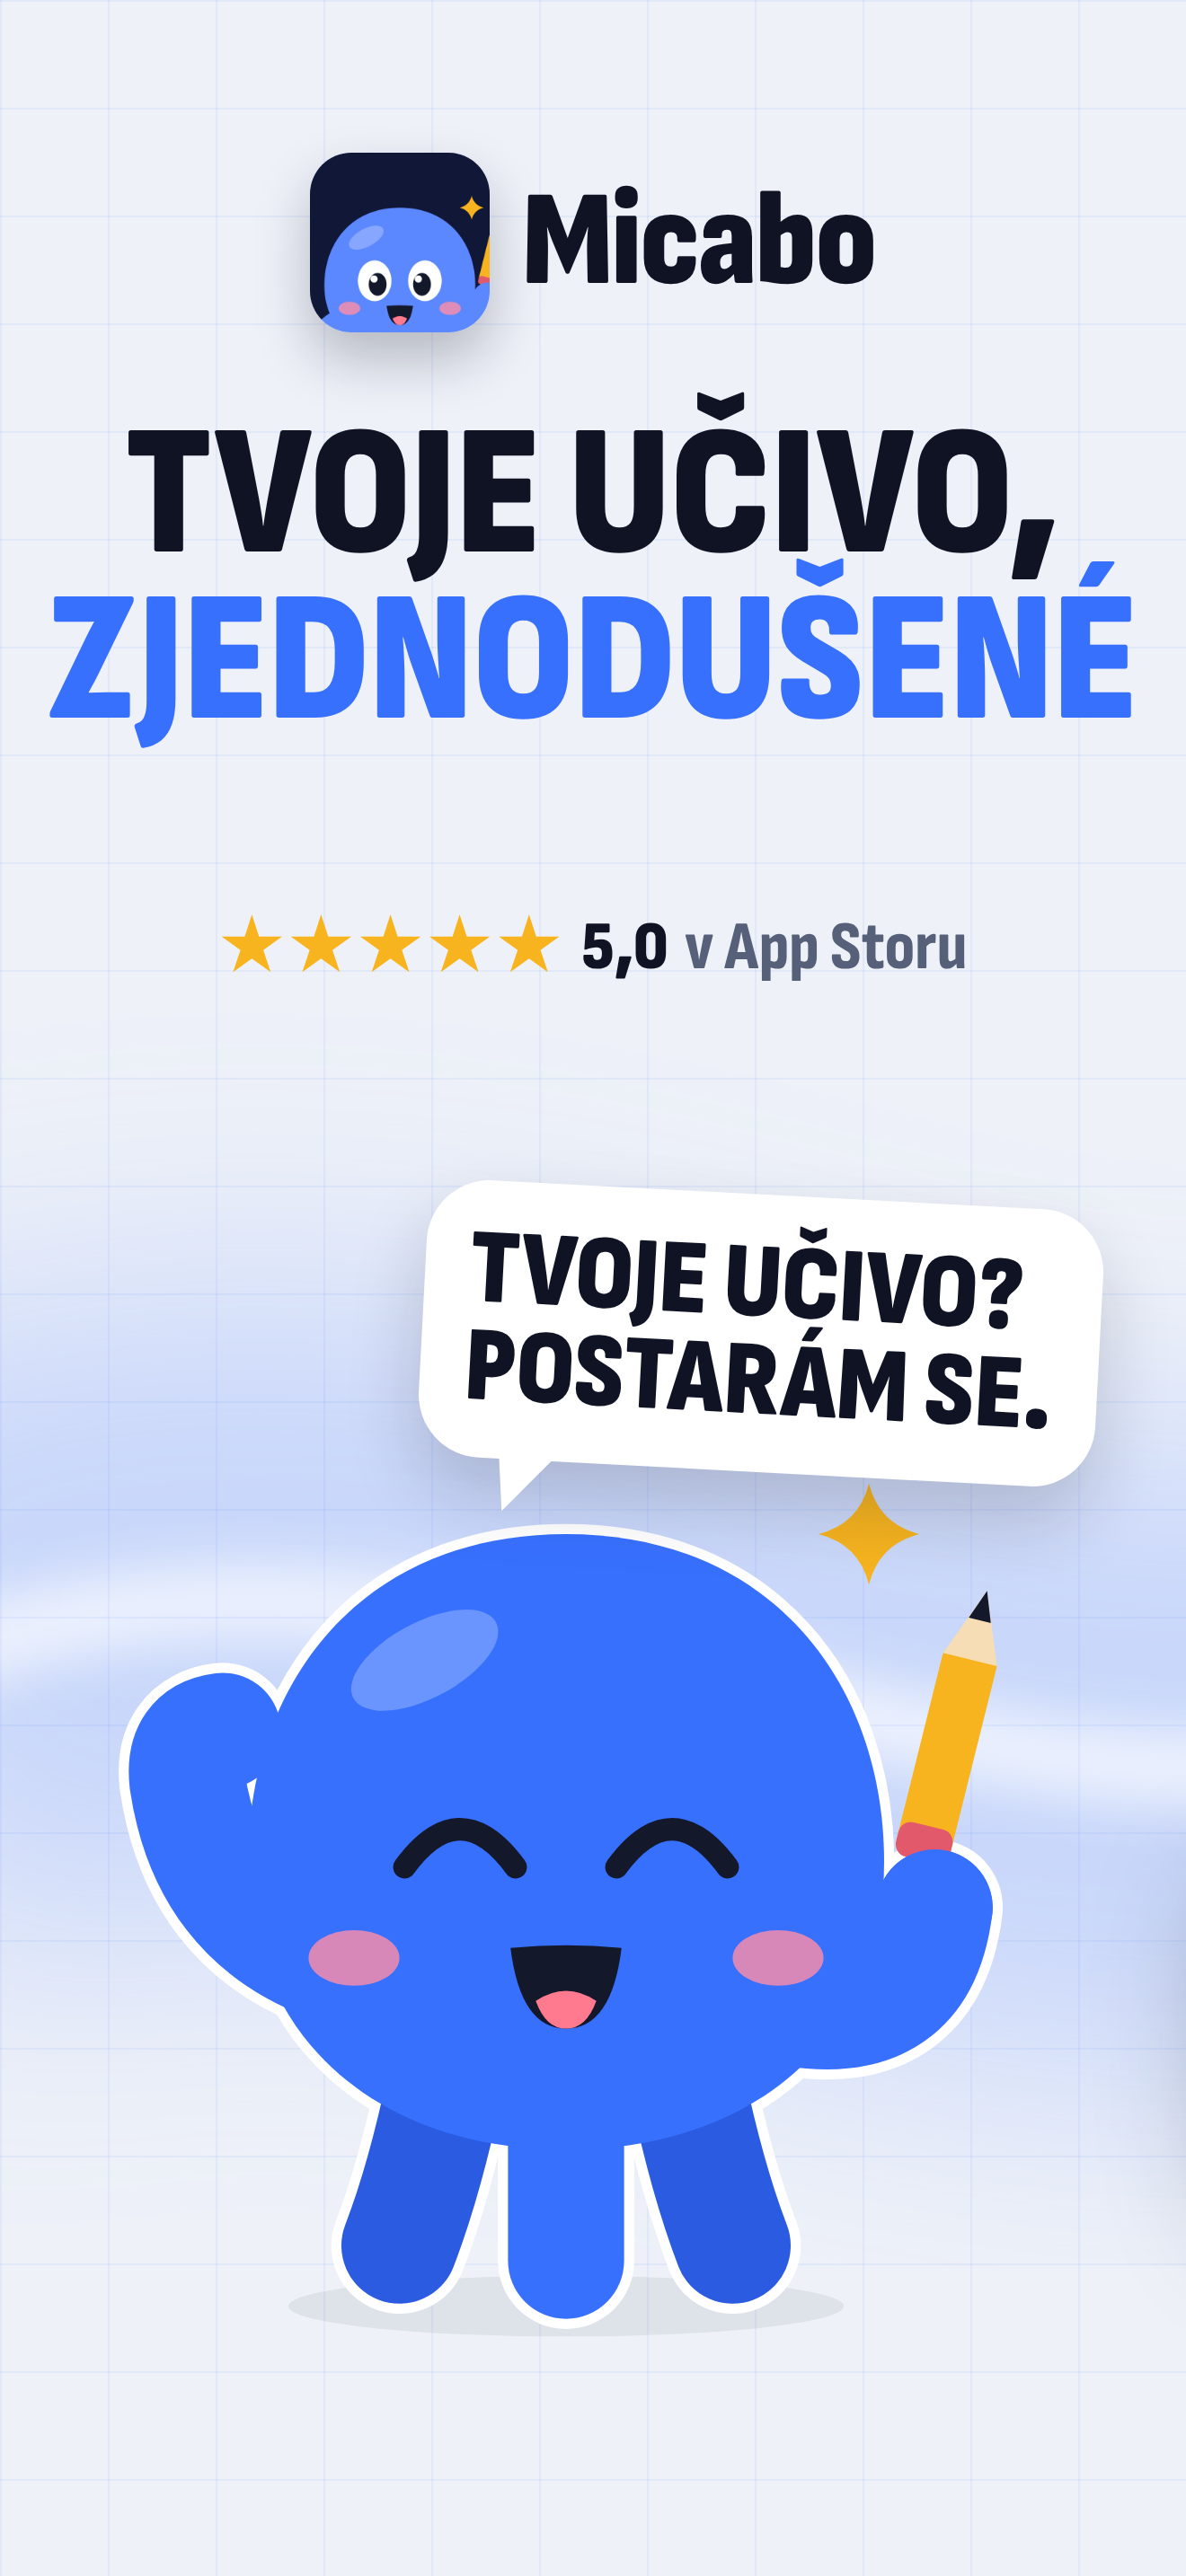 Micabo
TVOJE UČIVO,
ZJEDNODUŠENÉ
5,0 v App Storu
TVOJE UČIVO?
POSTARÁM SE.